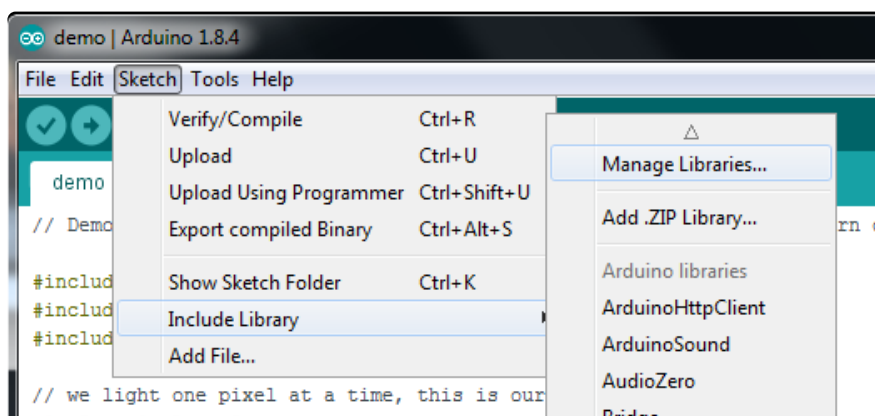 demo | Arduino 1.8.4
File Edit Sketch Tools Help
Verify/Compile Ctrl+R
Upload Ctrl+U
Upload Using Programmer Ctrl+Shift+U
Export compiled Binary Ctrl+Alt+S
Show Sketch Folder Ctrl+K
Include Library
Add File...
Manage Libraries...
Add .ZIP Library...
Arduino libraries
ArduinoHttpClient
ArduinoSound
AudioZero
Bridge
demo
// Demo
rn
#includ
#includ
#includ
// we light one pixel at a time, this is our